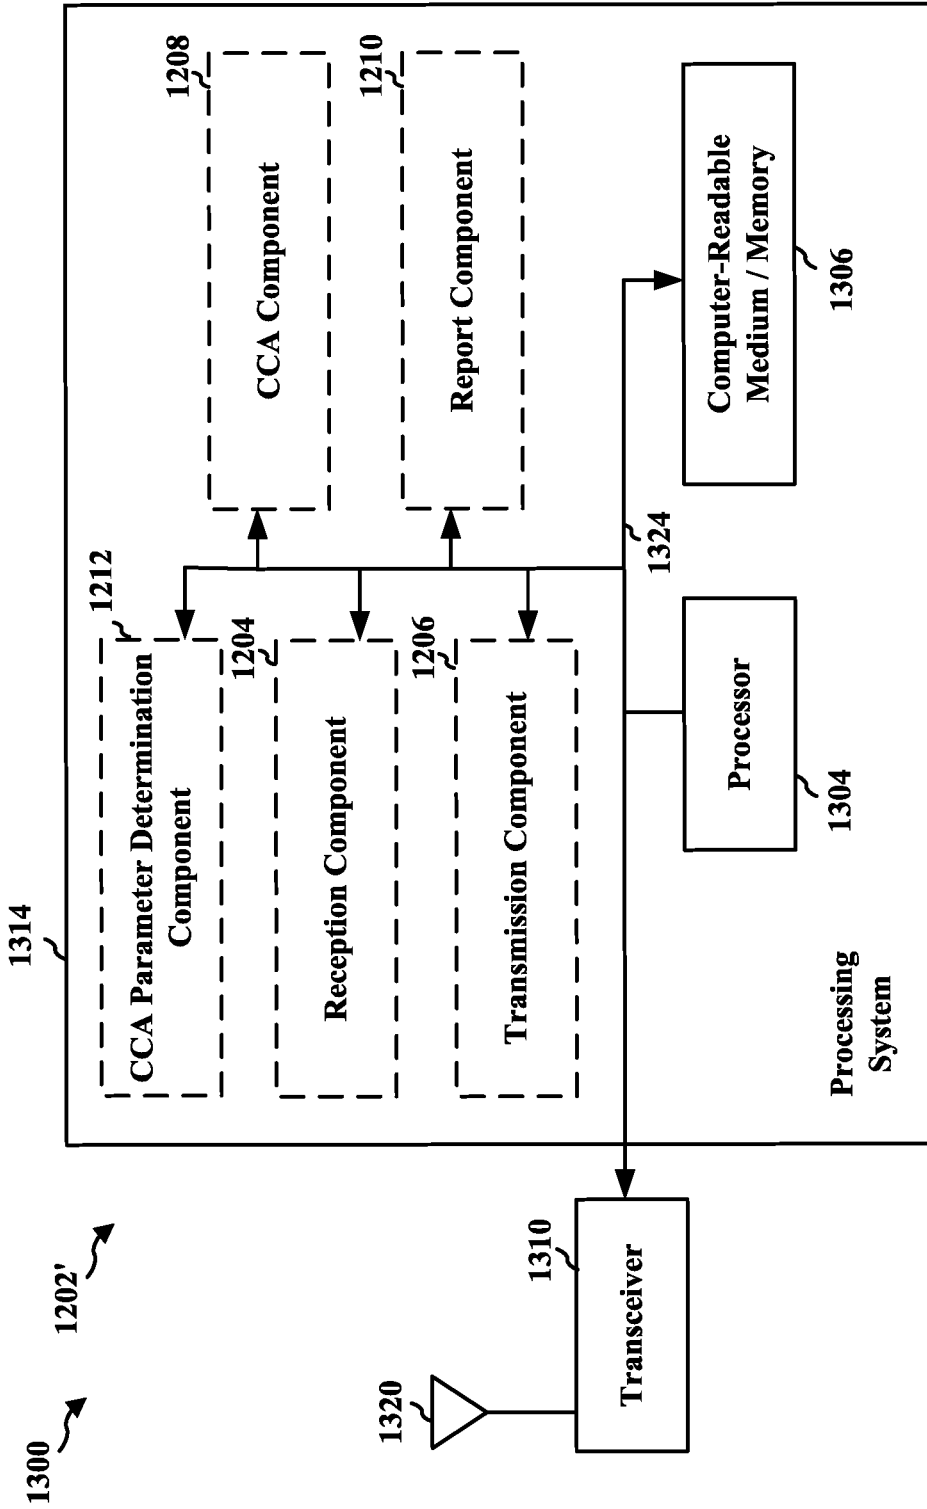 1300
1202'
1314
1320
1310
Transceiver
CCA Parameter Determination
Component
1212
Reception Component
1204
Transmission Component
1206
CCA Component
1208
Report Component
1210
1324
Processor
1304
Computer-Readable
Medium / Memory
1306
Processing
System